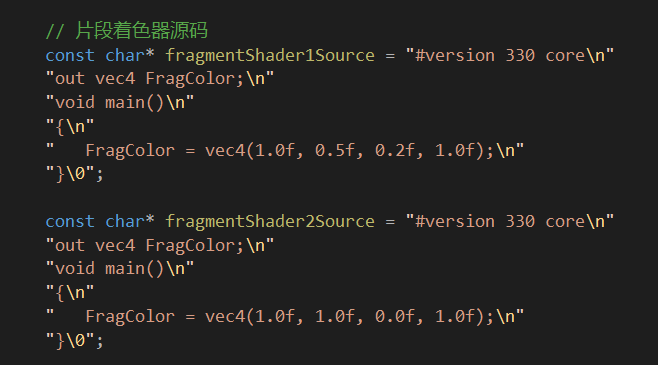 // 片段着色器源码
const char* fragmentShader1Source = "#version 330 core\n"
"out vec4 FragColor;\n"
"void main()\n"
"{\n"
"   FragColor = vec4(1.0f, 0.5f, 0.2f, 1.0f);\n"
"}\0";

const char* fragmentShader2Source = "#version 330 core\n"
"out vec4 FragColor;\n"
"void main()\n"
"{\n"
"   FragColor = vec4(1.0f, 1.0f, 0.0f, 1.0f);\n"
"}\0";